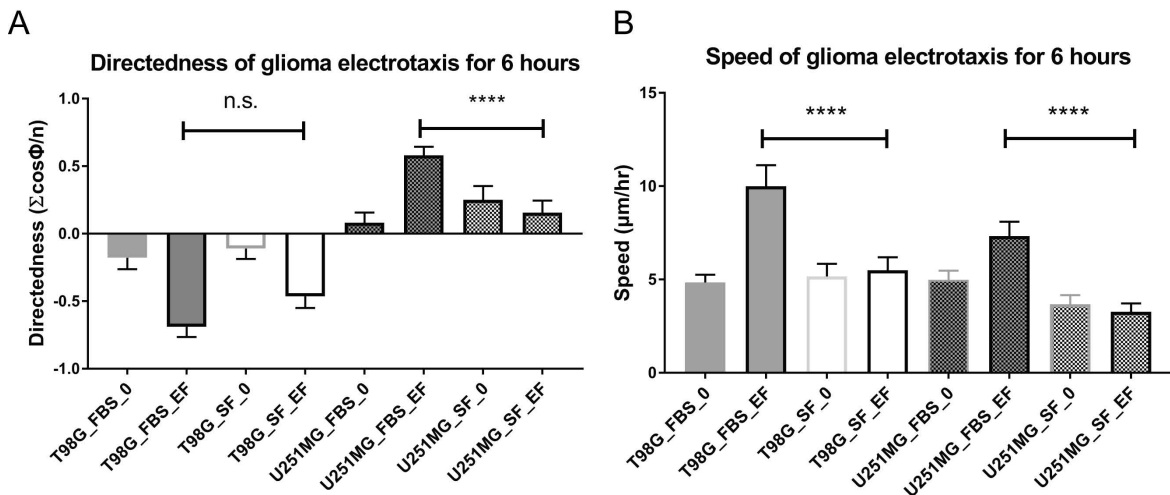 A
Directedness of glioma electrotaxis for 6 hours
Directedness (ΣcosΦ/n)
1.0
0.5
0.0
-0.5
-1.0
n.s.
****
T98G_FBS_0
T98G_FBS_EF
T98G_SF_0
T98G_SF_EF
U251MG_FBS_0
U251MG_FBS_EF
U251MG_SF_0
U251MG_SF_EF
B
Speed of glioma electrotaxis for 6 hours
Speed (μm/hr)
15
10
5
0
****
****
T98G_FBS_0
T98G_FBS_EF
T98G_SF_0
T98G_SF_EF
U251MG_FBS_0
U251MG_FBS_EF
U251MG_SF_0
U251MG_SF_EF